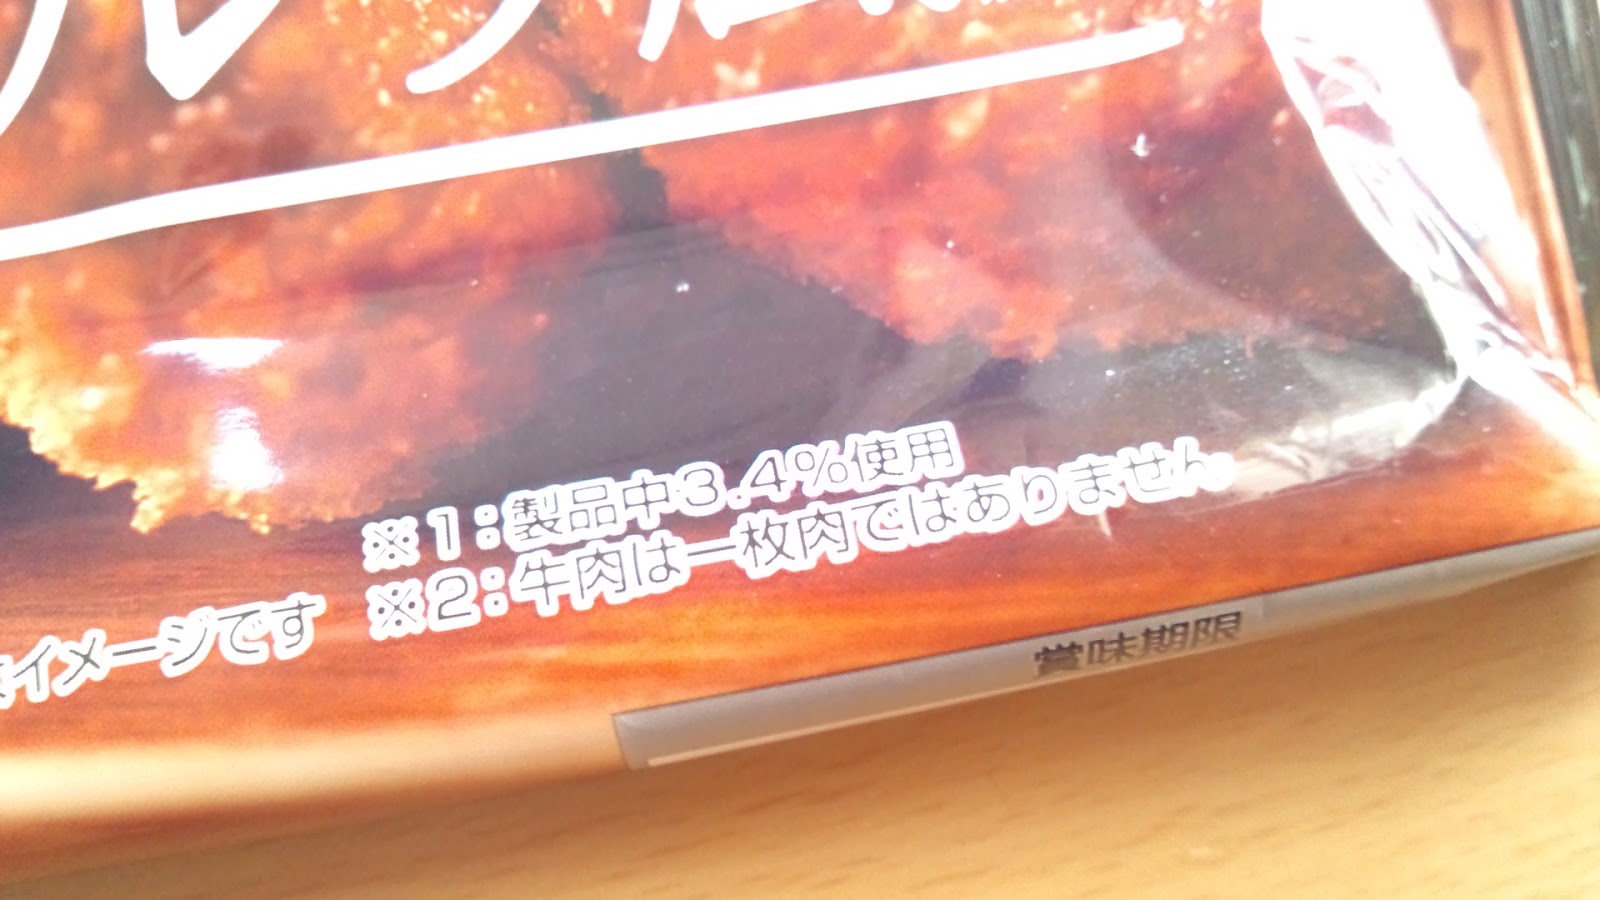 ※1：製品中3.4%使用
※2：牛肉は一枚肉ではありません。
イメージです
賞味期限